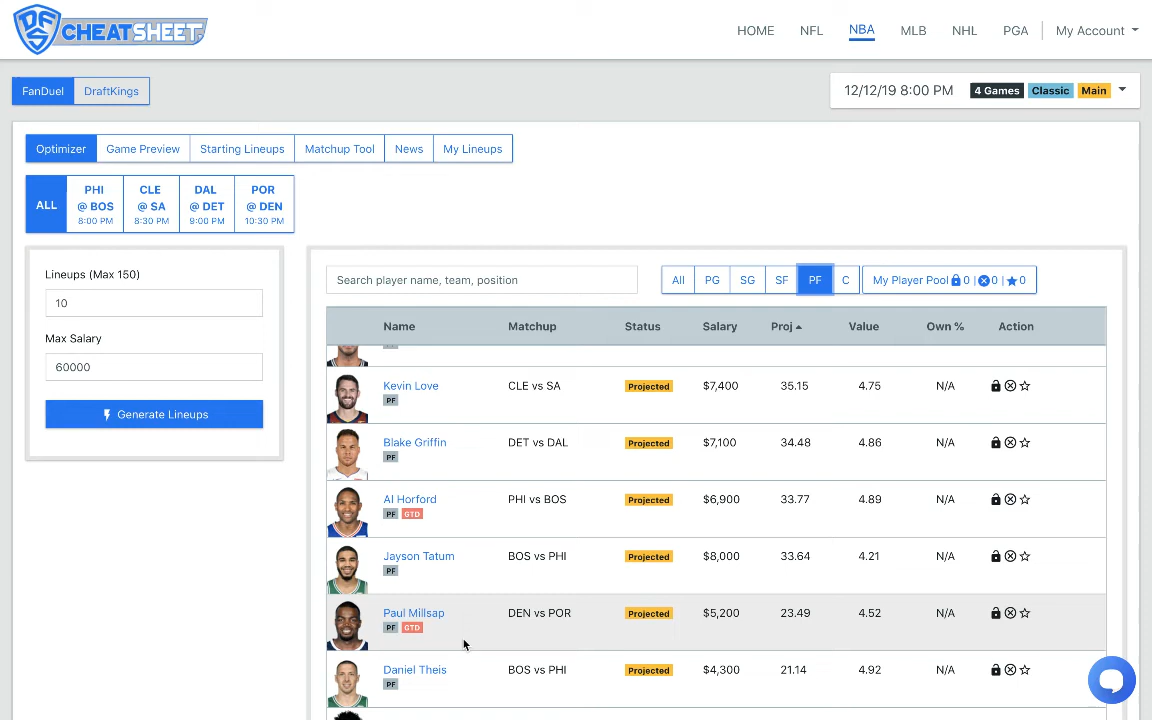 DFS CHEATSHEET
HOME NFL NBA MLB NHL PGA My Account
FanDuel DraftKings
12/12/19 8:00 PM 4 Games Classic Main
Optimizer Game Preview Starting Lineups Matchup Tool News My Lineups
ALL
PHI
@ BOS
8:00 PM
CLE
@ SA
8:30 PM
DAL
@ DET
9:00 PM
POR
@ DEN
10:30 PM
Lineups (Max 150)
10
Max Salary
60000
Generate Lineups
Search player name, team, position
All PG SG SF PF C My Player Pool 0 | 0 | 0
Name Matchup Status Salary Proj Value Own % Action
Kevin Love CLE vs SA Projected $7,400 35.15 4.75 N/A
PF
Blake Griffin DET vs DAL Projected $7,100 34.48 4.86 N/A
PF
Al Horford PHI vs BOS Projected $6,900 33.77 4.89 N/A
PF GTD
Jayson Tatum BOS vs PHI Projected $8,000 33.64 4.21 N/A
PF
Paul Millsap DEN vs POR Projected $5,200 23.49 4.52 N/A
PF GTD
Daniel Theis BOS vs PHI Projected $4,300 21.14 4.92 N/A
PF